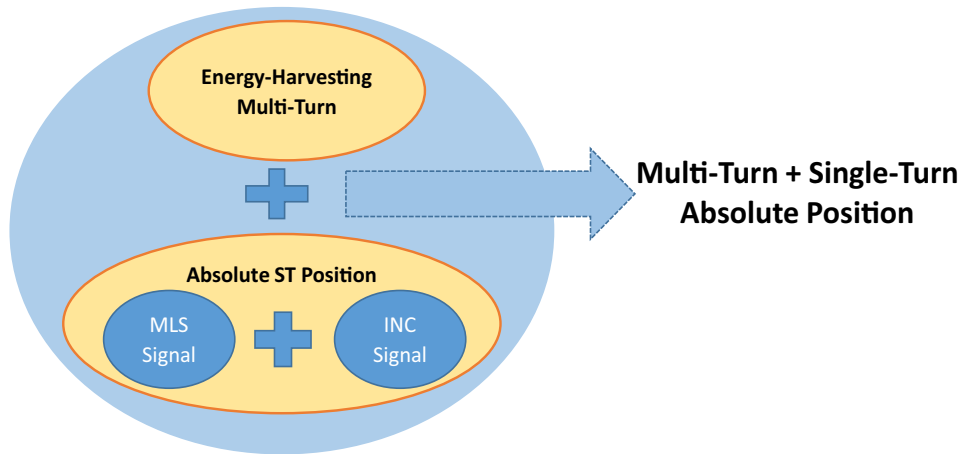 Energy-Harvesting
Multi-Turn
Multi-Turn + Single-Turn
Absolute Position
Absolute ST Position
MLS
Signal
INC
Signal